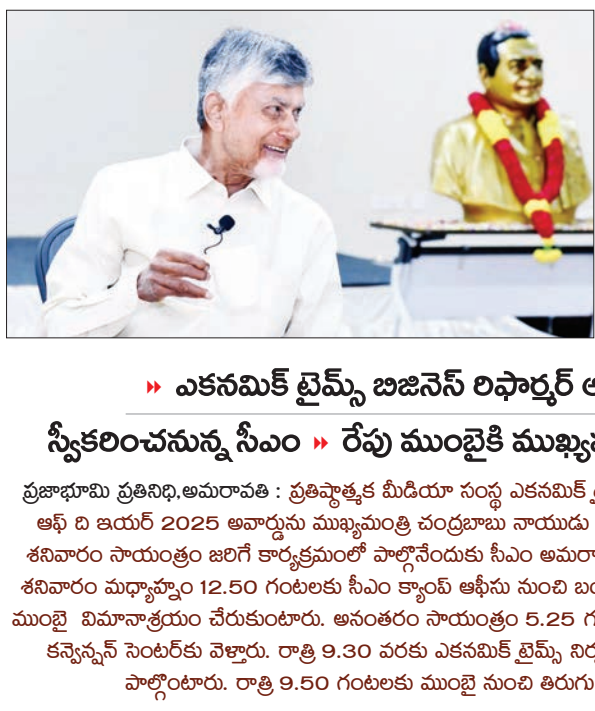 ఎకనమిక్ టైమ్స్ బిజినెస్ రిఫార్మర్
స్వీకరించనున్న సీఎం » రేపు ముంబైకి
ప్రజాభూమి ప్రతినిధి,అమరావతి : ప్రతిష్ఠాత్మక మీడియా సంస్థ ఎకనమిక్
ఆఫ్ ది ఇయర్ 2025 అవార్డును ముఖ్యమంత్రి చంద్రబాబు నాయుడు
శనివారం సాయంత్రం జరిగే కార్యక్రమంలో పాల్గొనేందుకు సీఎం
శనివారం మధ్యాహ్నం 12.50 గంటలకు సీఎం క్యాంప్ ఆఫీసు నుంచి
ముంబై విమానాశ్రయం చేరుకుంటారు. అనంతరం సాయంత్రం 5.25
కన్వెన్షన్ సెంటర్‌కు వెళ్తారు. రాత్రి 9.30 వరకు ఎకనమిక్ టైమ్స్
పాల్గొంటారు. రాత్రి 9.50 గంటలకు ముంబై నుంచి తిరుగు